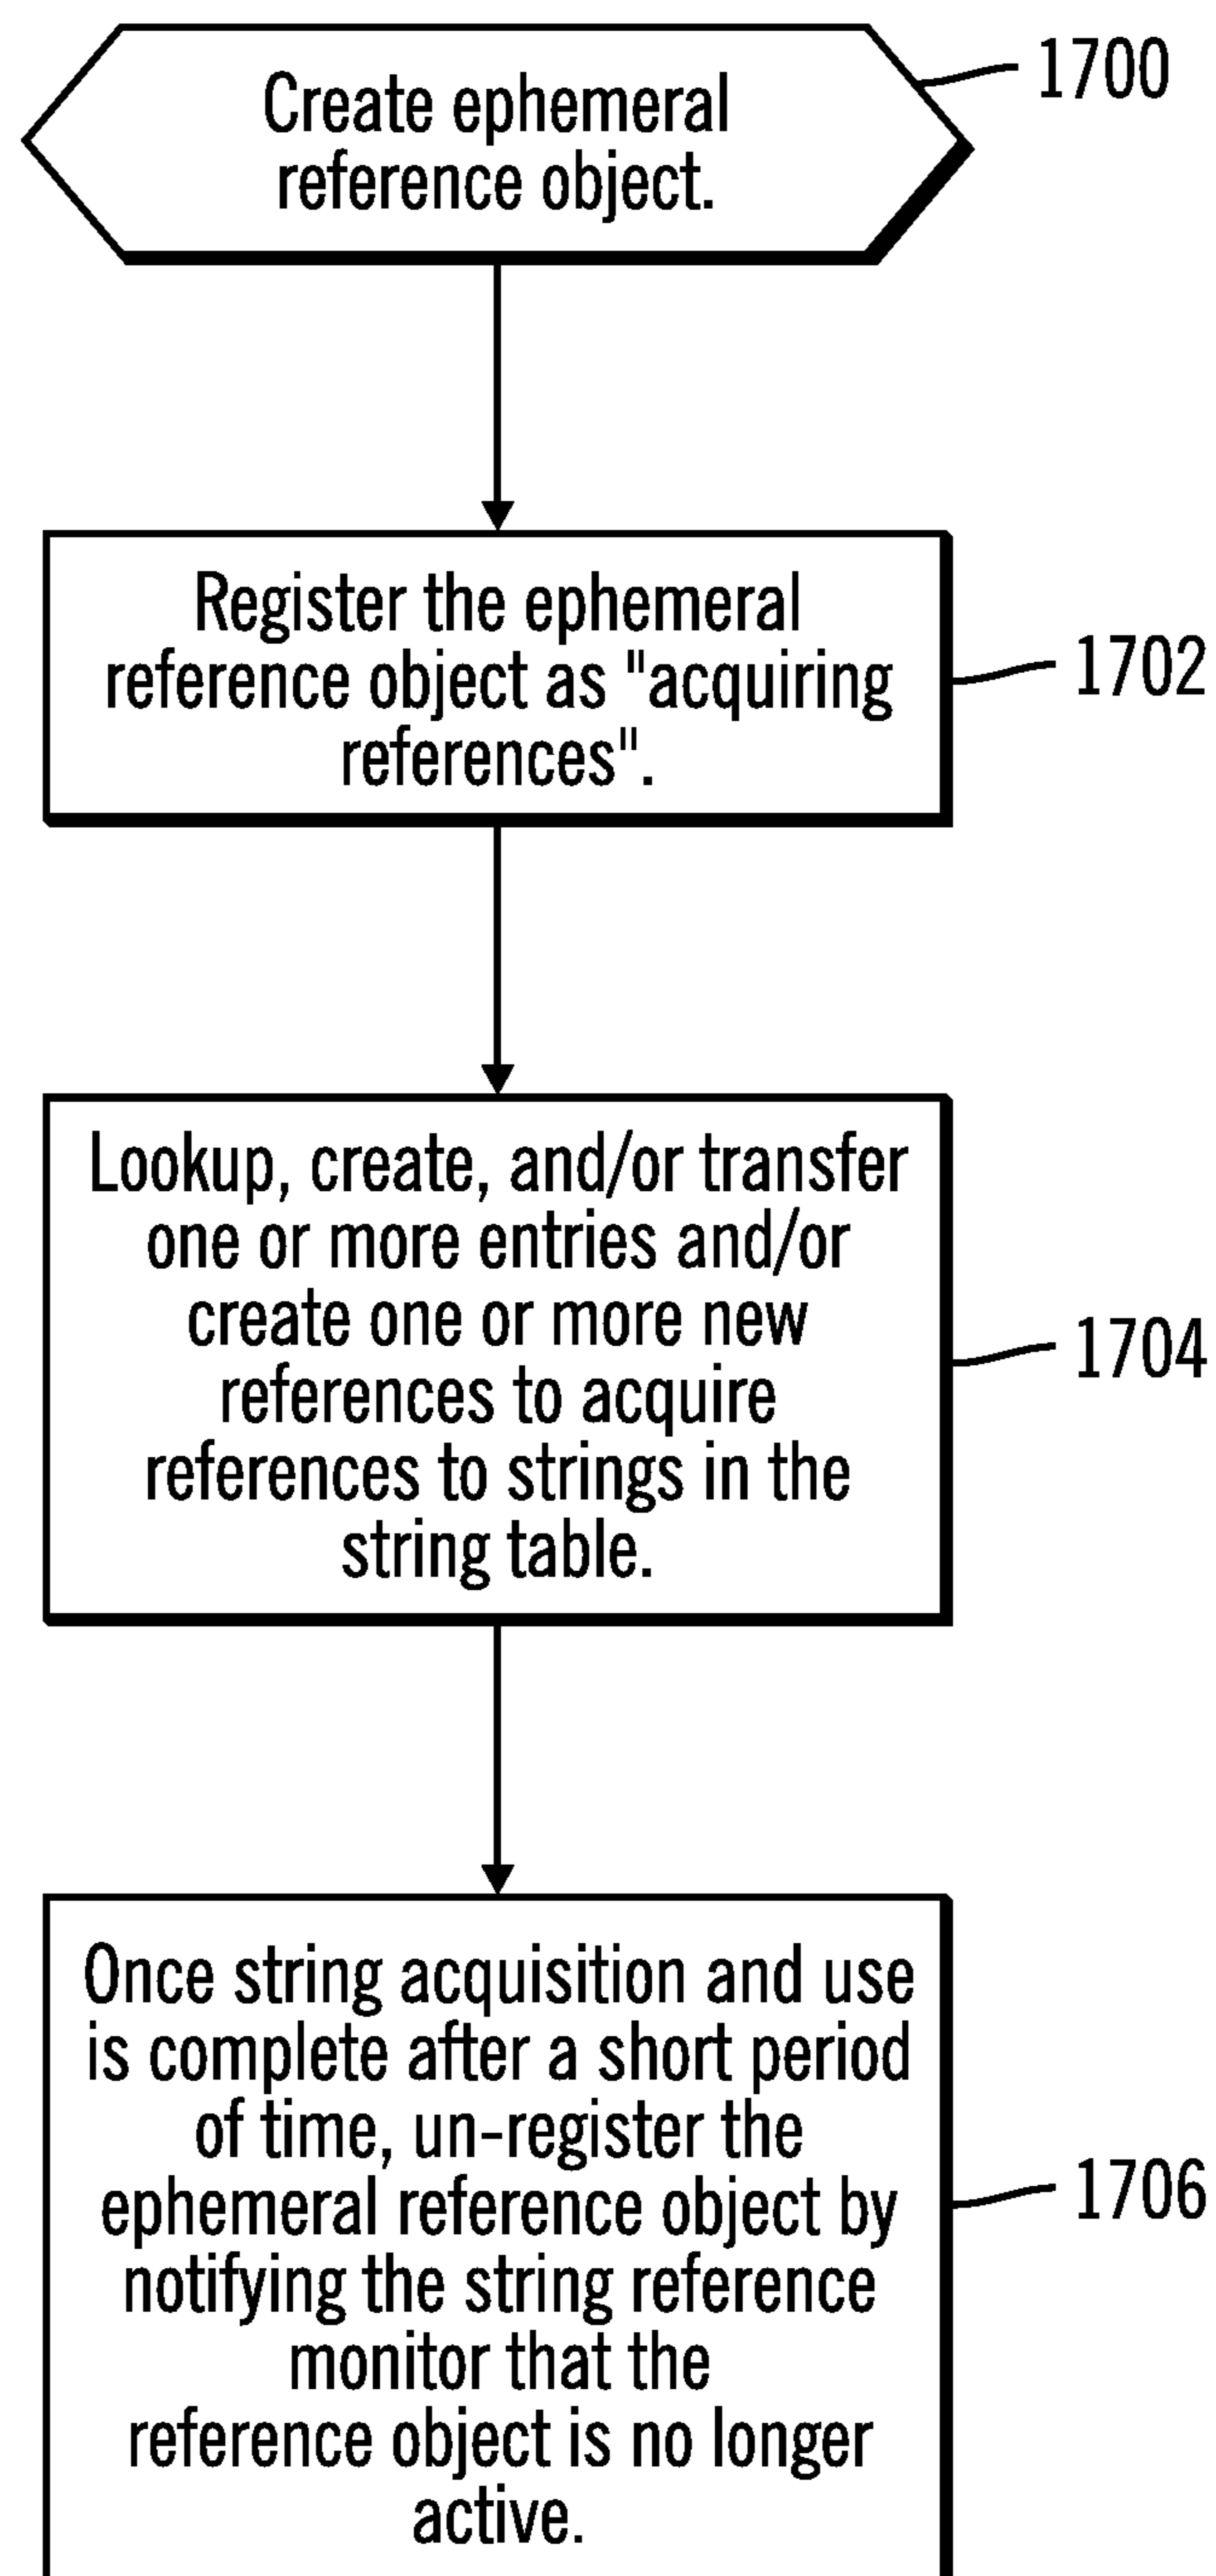 Create ephemeral
reference object.
1700
Register the ephemeral
reference object as "acquiring
references".
1702
Lookup, create, and/or transfer
one or more entries and/or
create one or more new
references to acquire
references to strings in the
string table.
1704
Once string acquisition and use
is complete after a short period
of time, un-register the
ephemeral reference object by
notifying the string reference
monitor that the
reference object is no longer
active.
1706